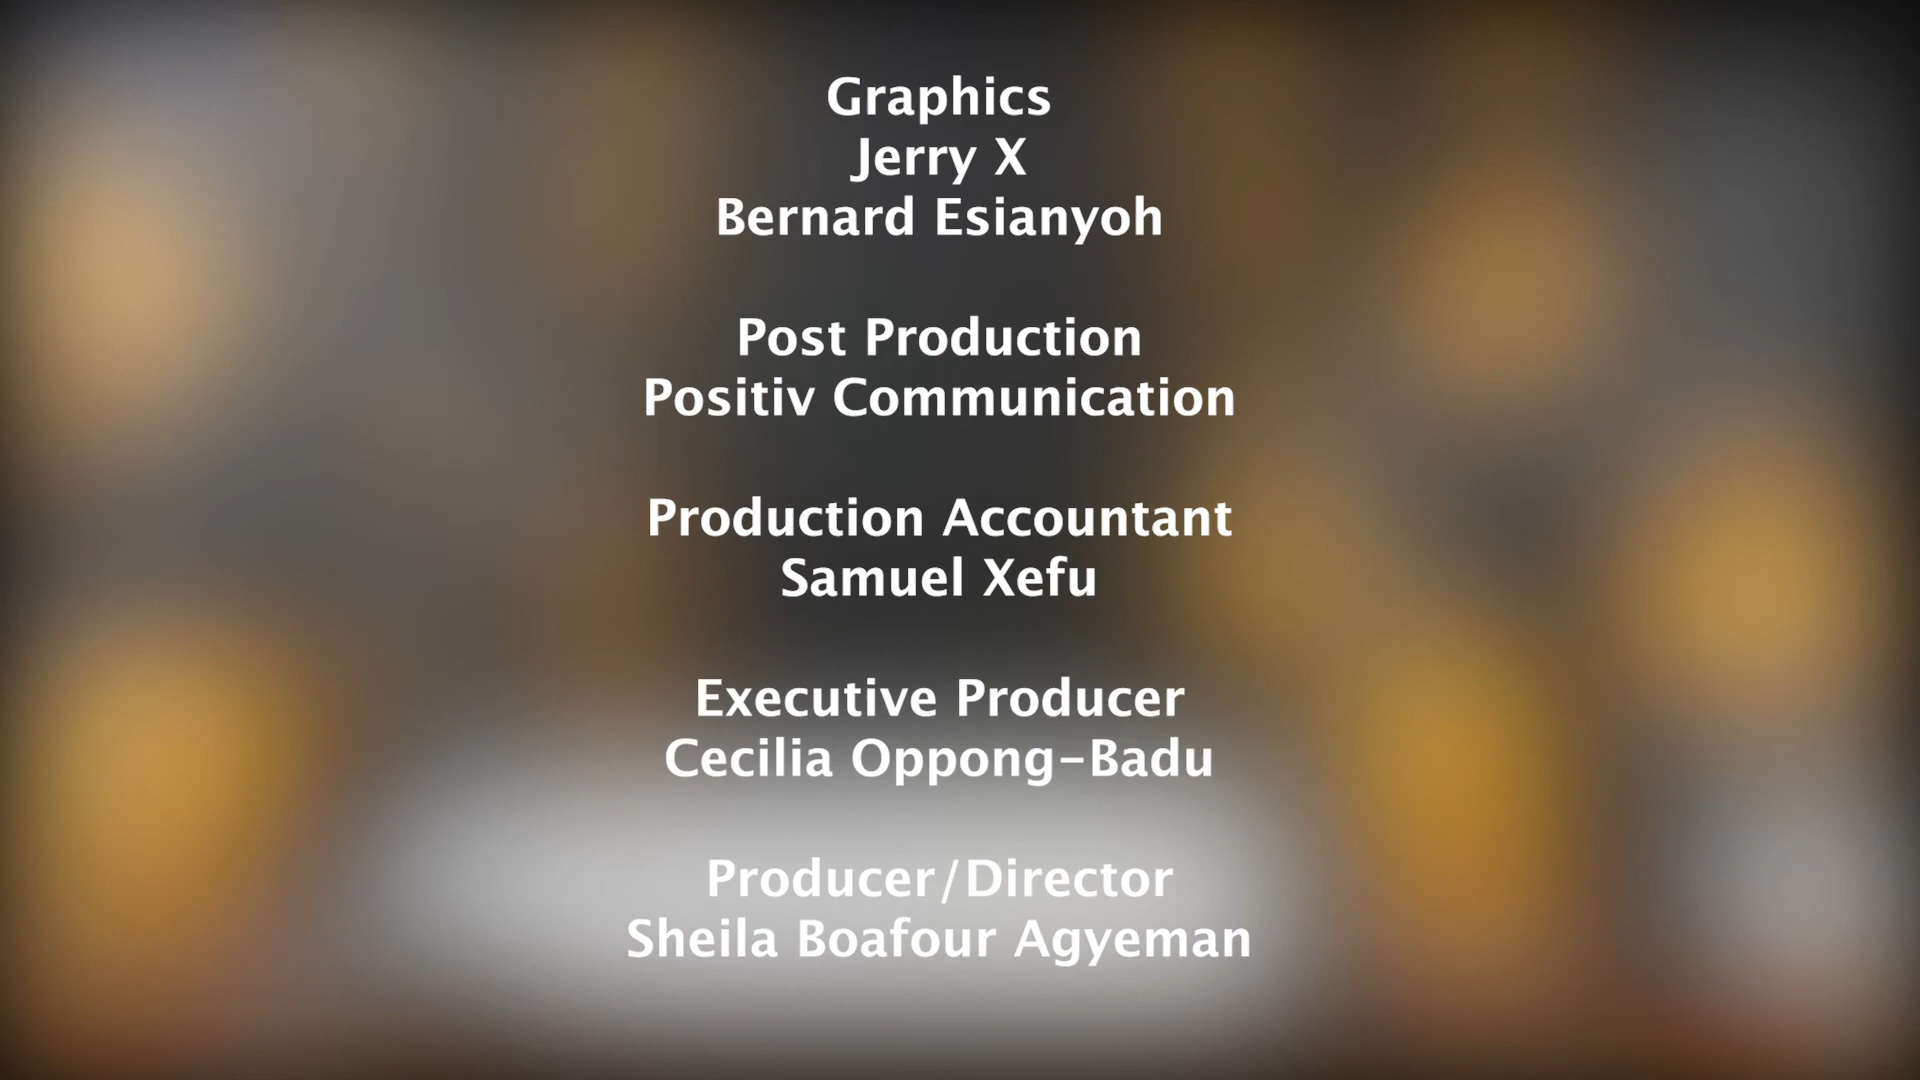 Graphics
Jerry X
Bernard Esianyoh
Post Production
Positiv Communication
Production Accountant
Samuel Xefu
Executive Producer
Cecilia Oppong-Badu
Producer/Director
Sheila Boafour Agyeman